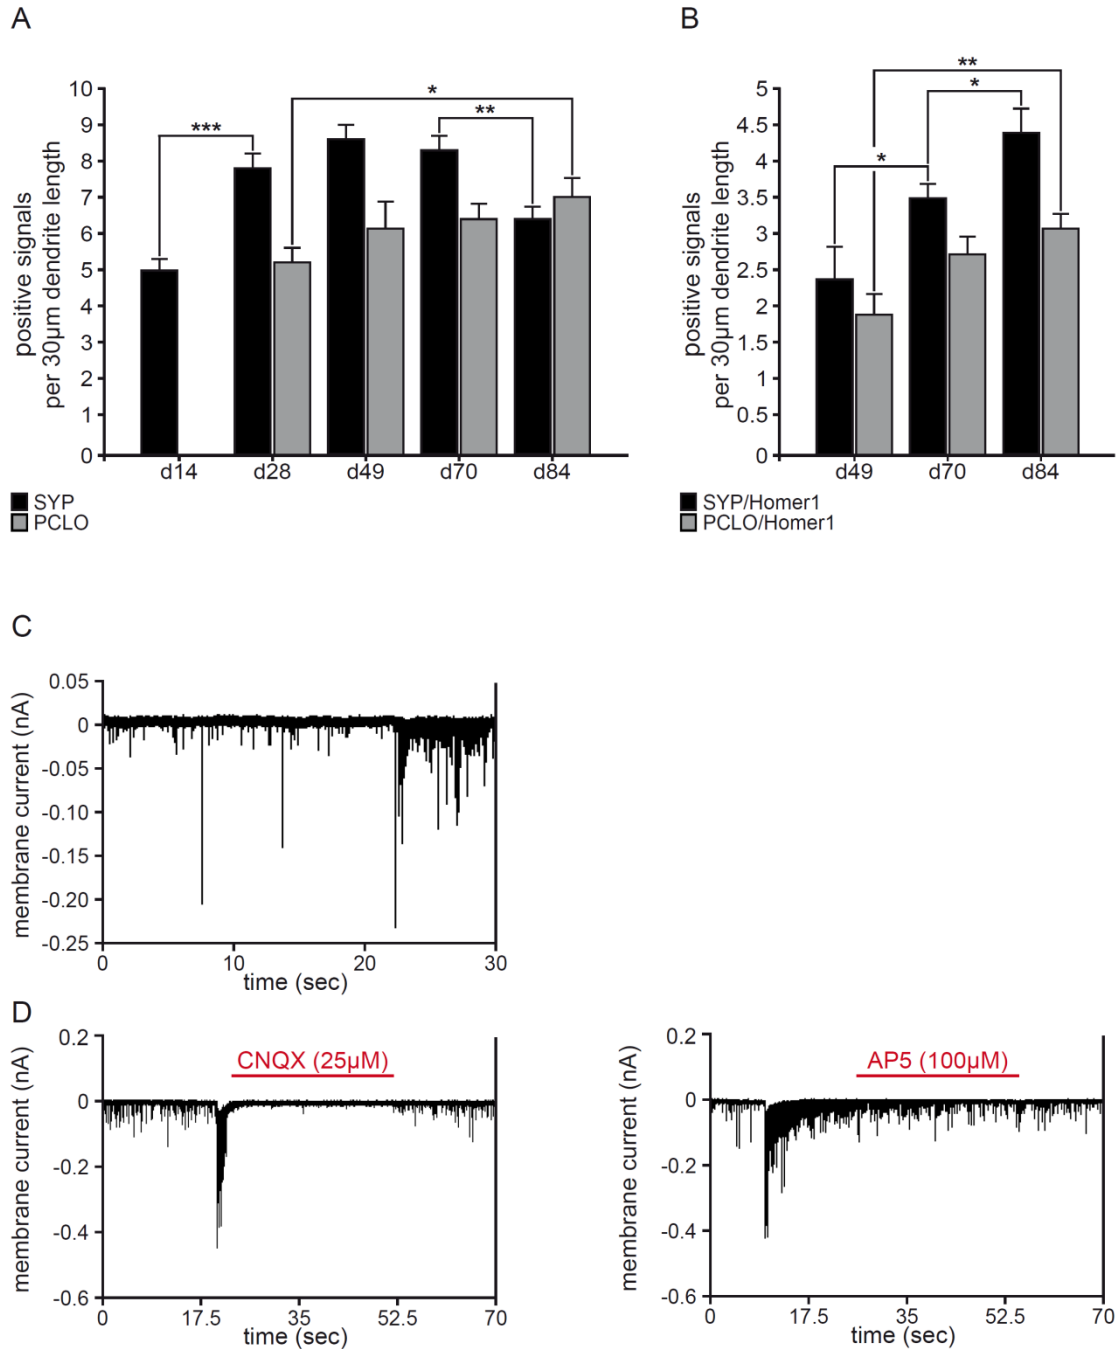 A
positive signals
per 30µm dendrite length
10
9
8
7
6
5
4
3
2
1
0
***
*
**
d14
d28
d49
d70
d84
SYP
PCLO
B
positive signals
per 30µm dendrite length
5
4.5
4
3.5
3
2.5
2
1.5
1
0.5
0
**
*
*
d49
d70
d84
SYP/Homer1
PCLO/Homer1
C
membrane current (nA)
0.05
0
-0.05
-0.10
-0.15
-0.20
-0.25
0
10
20
30
time (sec)
D
membrane current (nA)
0.2
0
-0.2
-0.4
-0.6
CNQX (25µM)
0
17.5
35
52.5
70
time (sec)
membrane current (nA)
0.2
0
-0.2
-0.4
-0.6
AP5 (100µM)
0
17.5
35
52.5
70
time (sec)